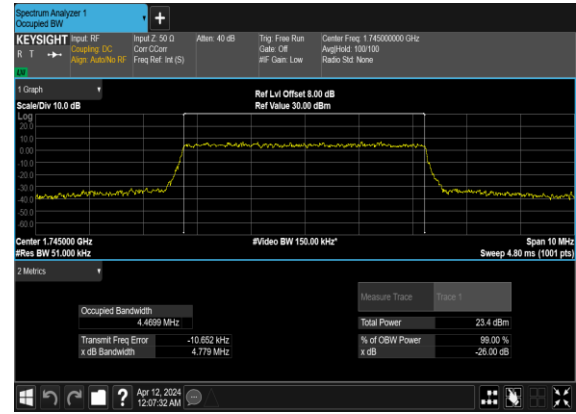 Spectrum Analyzer 1
Occupied BW
KEYSIGHT Input: RF Input Z: 50 Ω Atten: 40 dB Trig: Free Run Center Freq: 1.745000000 GHz
R T Coupling: DC Corr CCorr Gate: Off Avg|Hold: 100/100
Align: Auto/No RF Freq Ref: Int (S) #IF Gain: Low Radio Std: None
LW
1 Graph Ref Lvl Offset 8.00 dB
Scale/Div 10.0 dB Ref Value 30.00 dBm
Log
20.0
10.0
0.00
-10.0
-20.0
-30.0
-40.0
-50.0
-60.0
Center 1.745000 GHz #Video BW 150.00 kHz* Span 10 MHz
#Res BW 51.000 kHz Sweep 4.80 ms (1001 pts)
2 Metrics
Measure Trace Trace 1
Occupied Bandwidth
4.4699 MHz Total Power 23.4 dBm
Transmit Freq Error -10.652 kHz % of OBW Power 99.00 %
x dB Bandwidth 4.779 MHz x dB -26.00 dB
Apr 12, 2024
12:07:32 AM